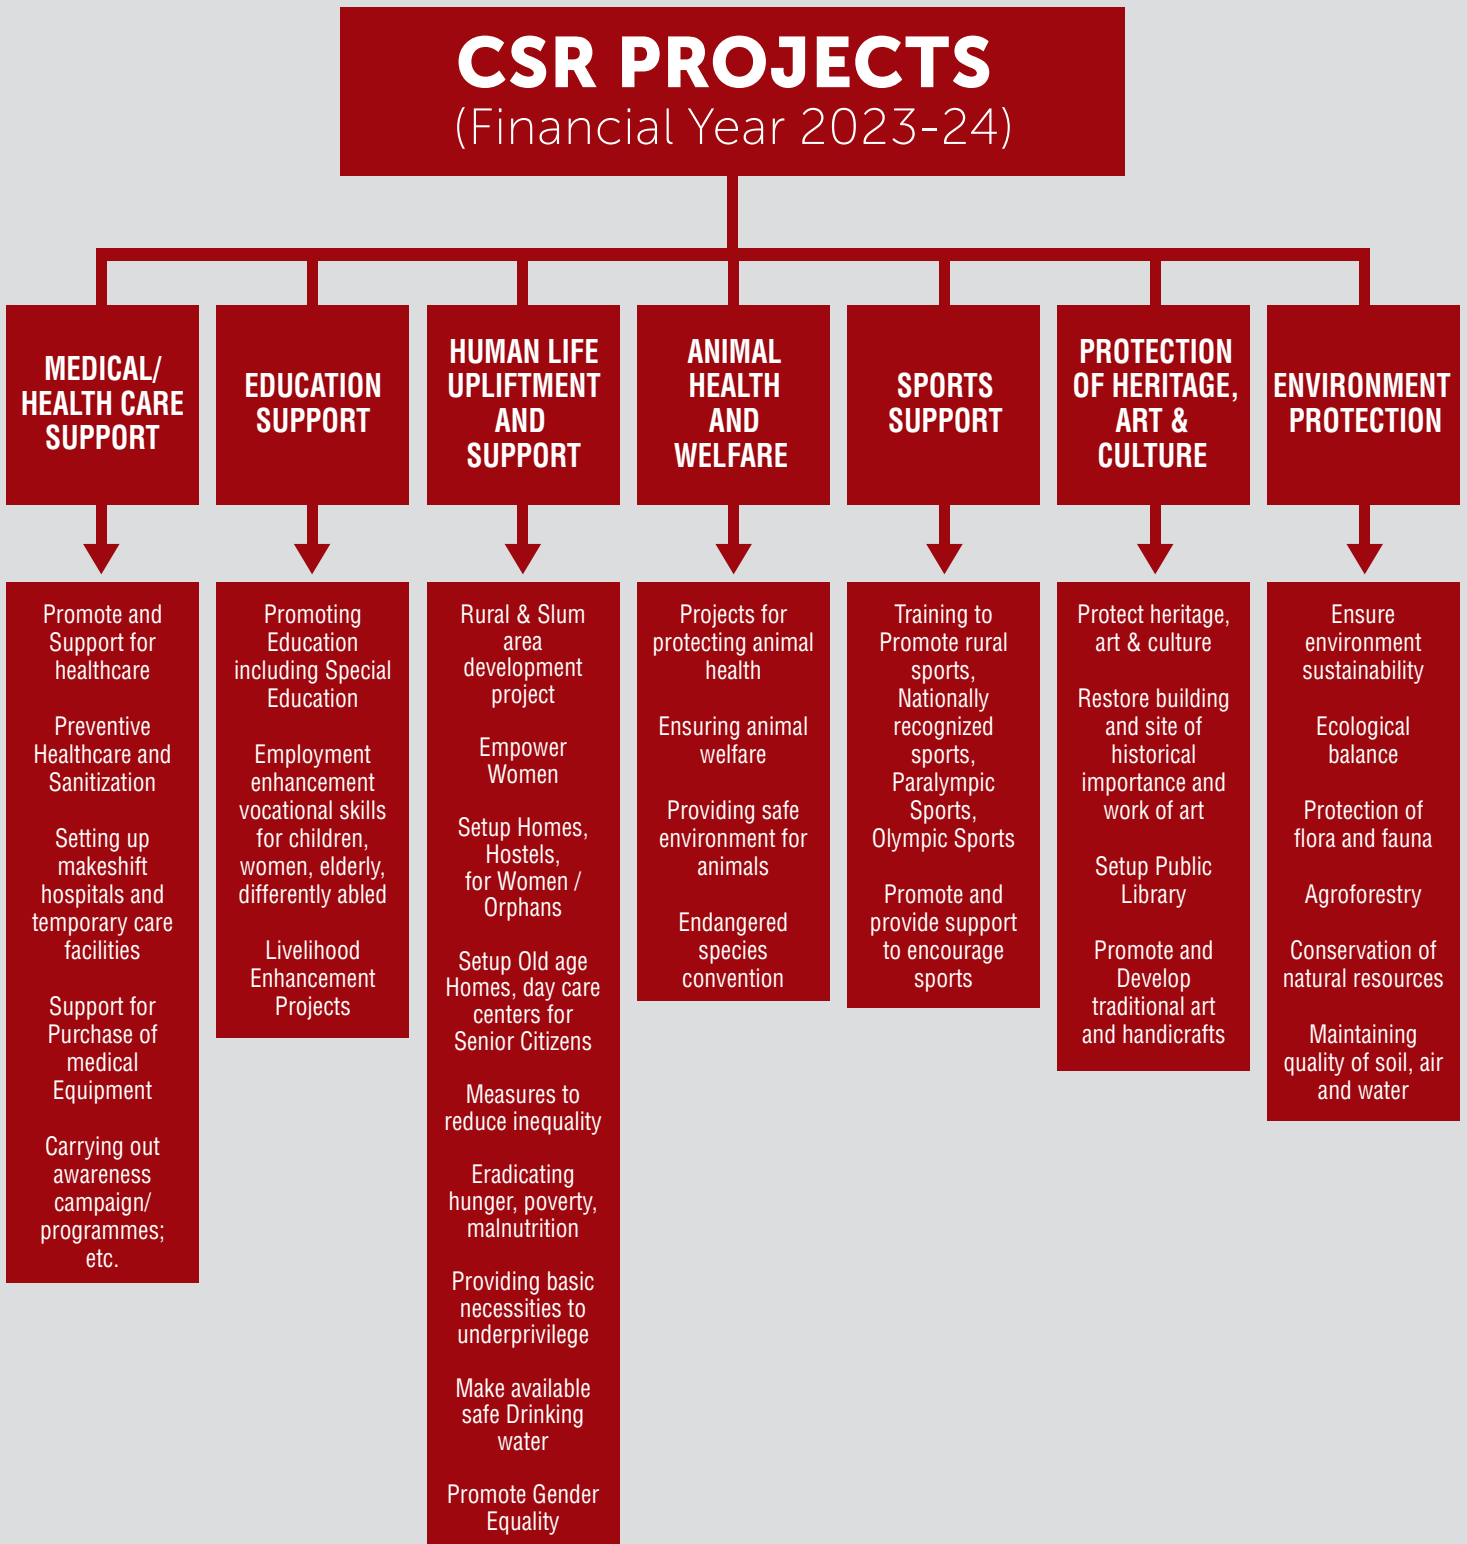 CSR PROJECTS
(Financial Year 2023-24)
MEDICAL/
HEALTH CARE
SUPPORT
EDUCATION
SUPPORT
HUMAN LIFE
UPLIFTMENT
AND
SUPPORT
ANIMAL
HEALTH
AND
WELFARE
SPORTS
SUPPORT
PROTECTION
OF HERITAGE,
ART &
CULTURE
ENVIRONMENT
PROTECTION
Promote and
Support for
healthcare
Preventive
Healthcare and
Sanitization
Setting up
makeshift
hospitals and
temporary care
facilities
Support for
Purchase of
medical
Equipment
Carrying out
awareness
campaign/
programmes;
etc.
Promoting
Education
including Special
Education
Employment
enhancement
vocational skills
for children,
women, elderly,
differently abled
Livelihood
Enhancement
Projects
Rural & Slum
area
development
project
Empower
Women
Setup Homes,
Hostels,
for Women /
Orphans
Setup Old age
Homes, day care
centers for
Senior Citizens
Measures to
reduce inequality
Eradicating
hunger, poverty,
malnutrition
Providing basic
necessities to
underprivilege
Make available
safe Drinking
water
Promote Gender
Equality
Projects for
protecting animal
health
Ensuring animal
welfare
Providing safe
environment for
animals
Endangered
species
convention
Training to
Promote rural
sports,
Nationally
recognized
sports,
Paralympic
Sports,
Olympic Sports
Promote and
provide support
to encourage
sports
Protect heritage,
art & culture
Restore building
and site of
historical
importance and
work of art
Setup Public
Library
Promote and
Develop
traditional art
and handicrafts
Ensure
environment
sustainability
Ecological
balance
Protection of
flora and fauna
Agroforestry
Conservation of
natural resources
Maintaining
quality of soil, air
and water